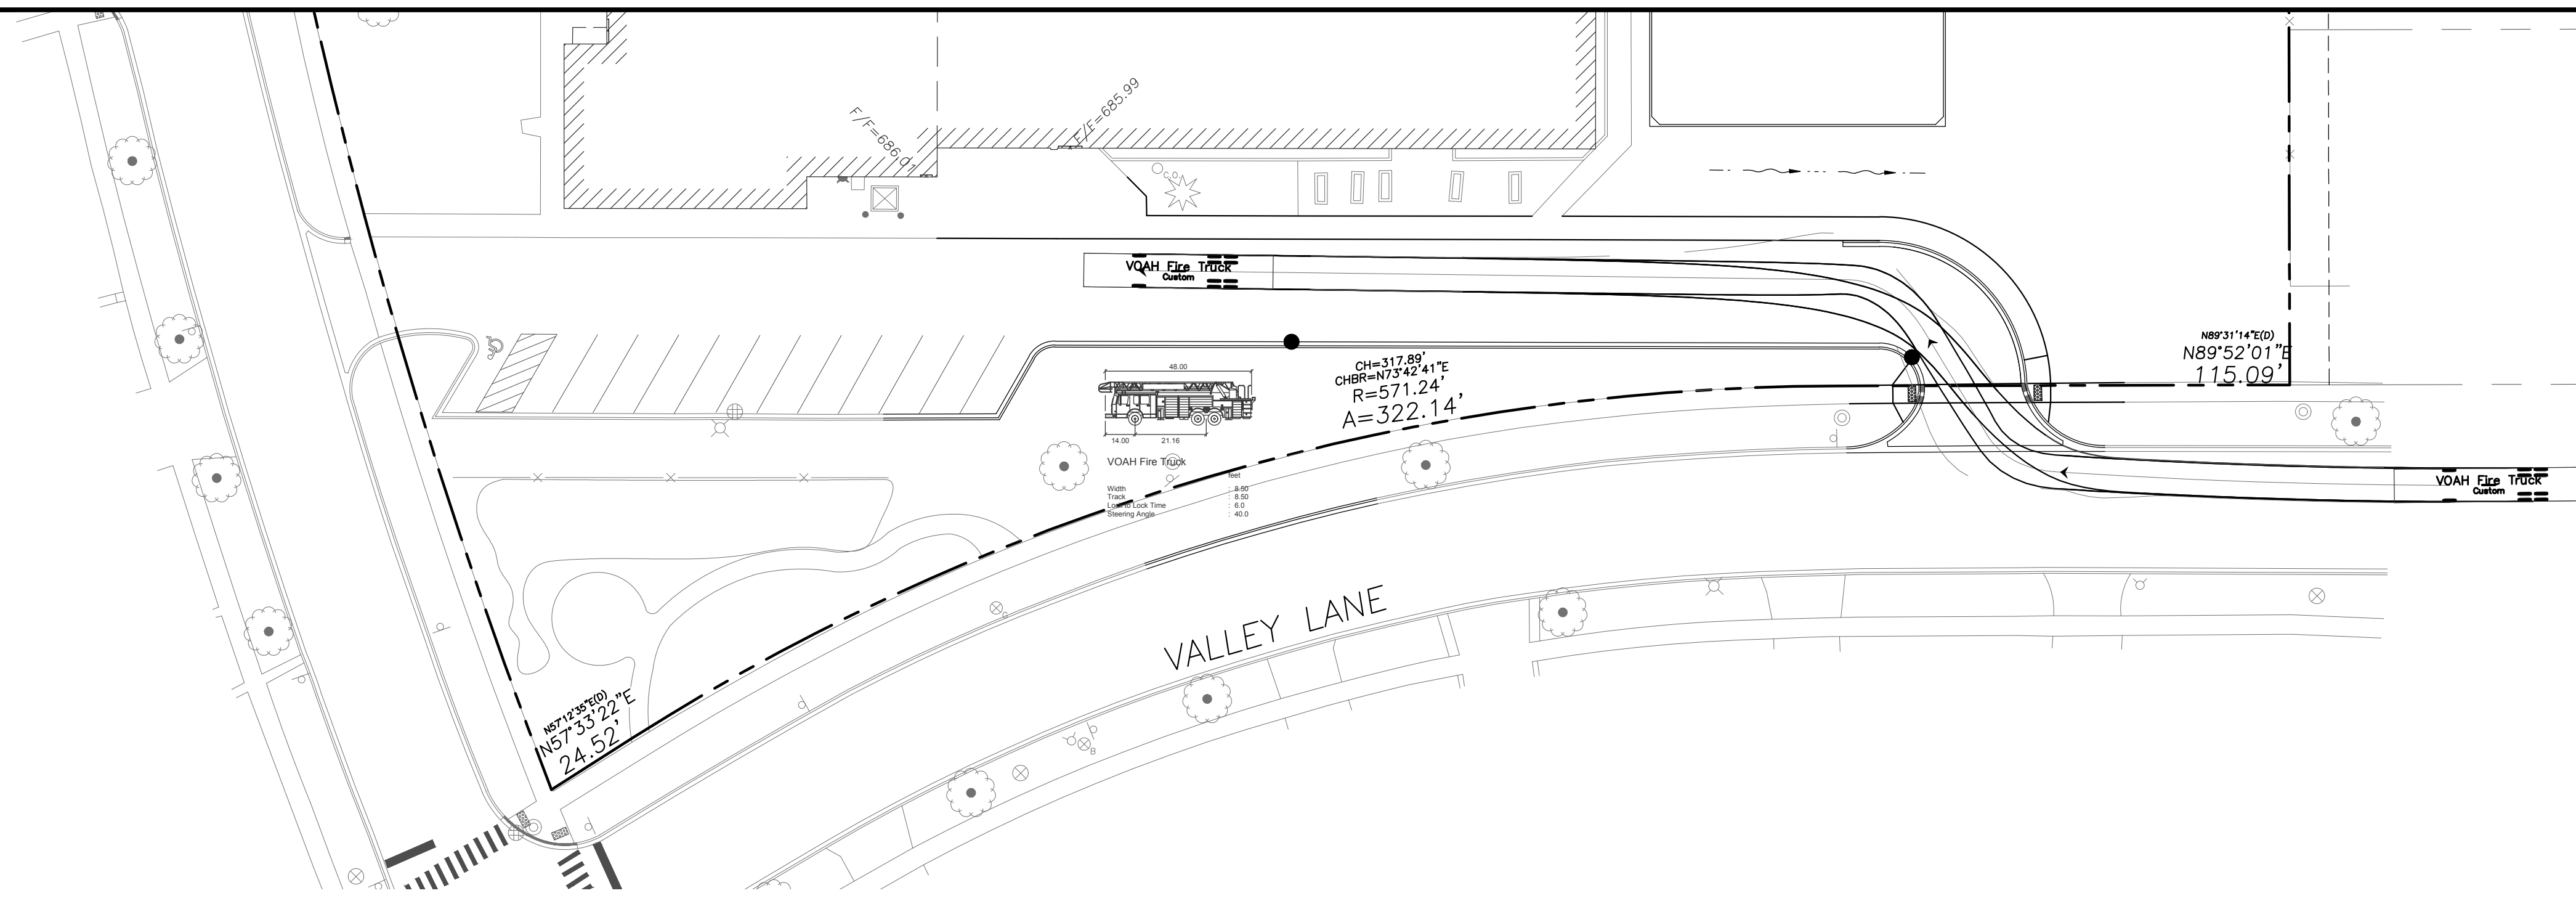 F/F=686.01
F/F=685.99
C.O.
VOAH Fire Truck
Custom
N89°31'14"E(D)
N89°52'01"E
115.09'
CH=317.89'
CHBR=N73°42'41"E
R=571.24'
A=322.14'
48.00
14.00
21.16
VOAH Fire Truck
feet
Width : 8.50
Track : 8.50
Lock to Lock Time : 6.0
Steering Angle : 40.0
VOAH Fire Truck
Custom
G
VALLEY LANE
N57°12'35"E(D)
N57°33'22"E
24.52'
B